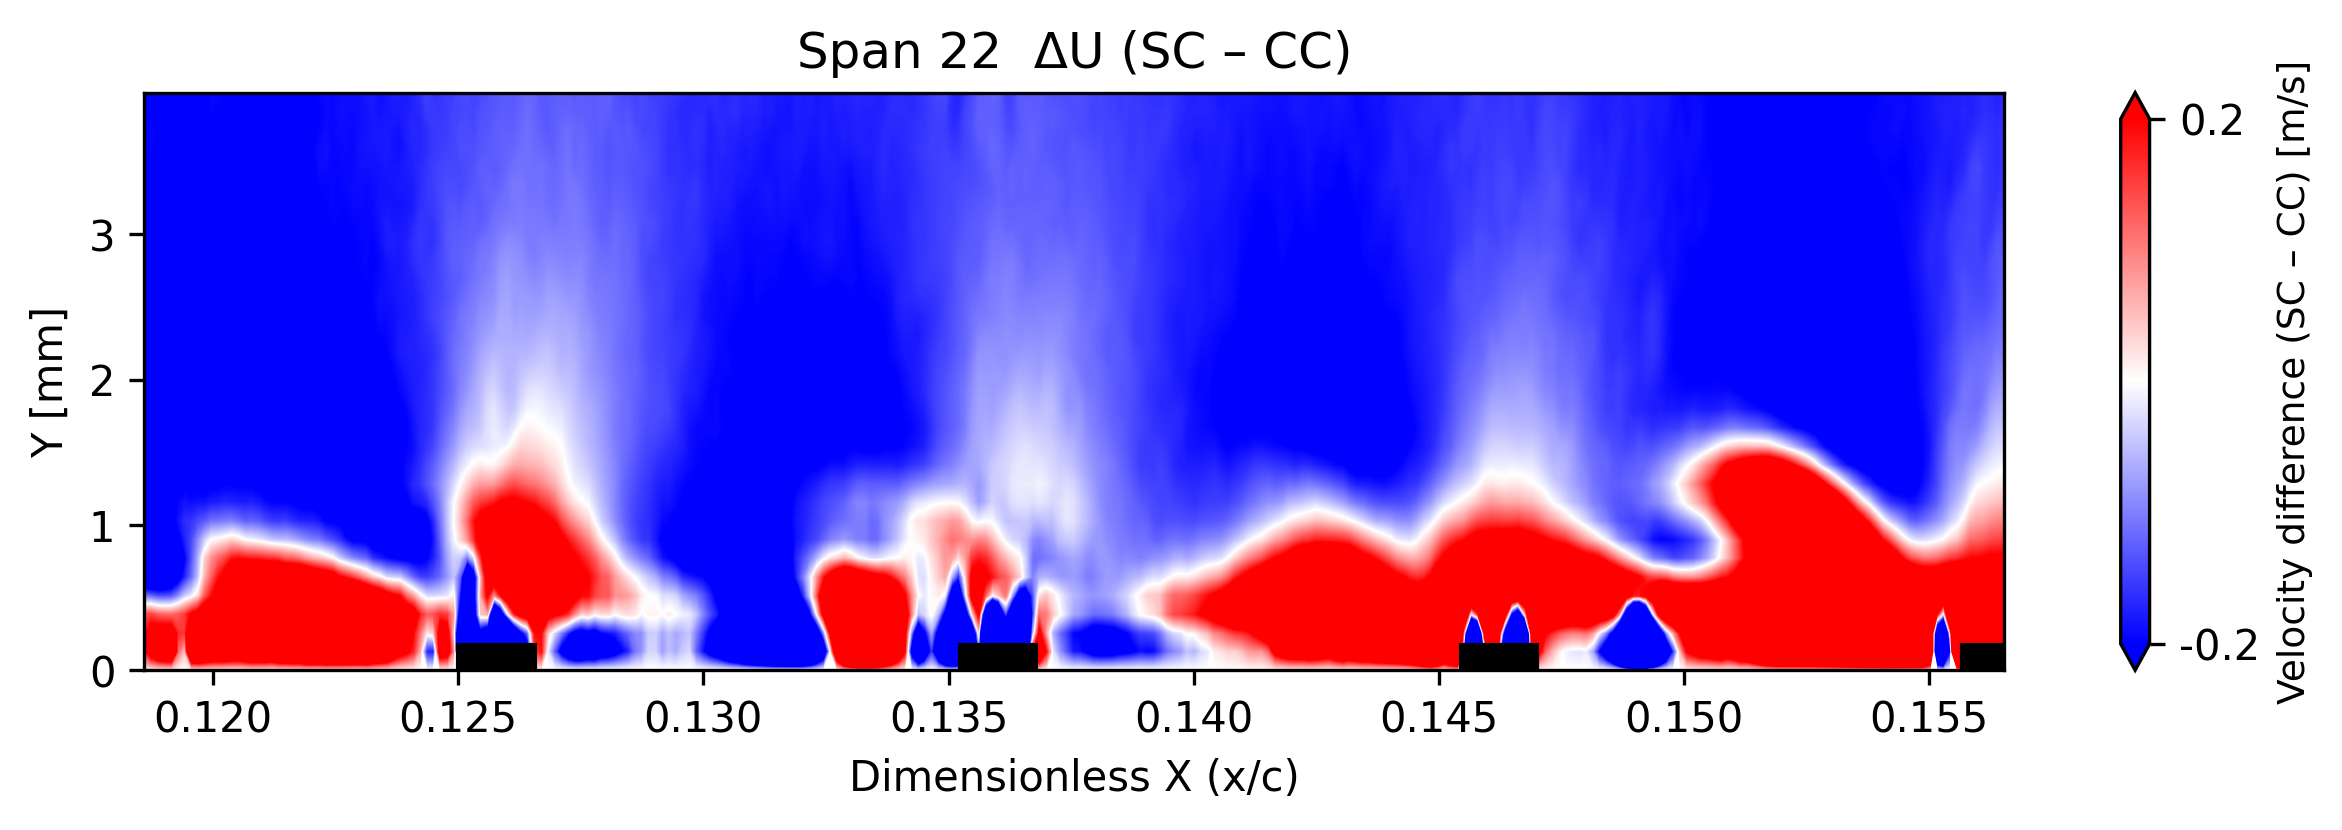 Span 22  ΔU (SC – CC)
3
2
1
0
0.120 0.125 0.130 0.135 0.140 0.145 0.150 0.155
Dimensionless X (x/c)
Y [mm]
0.2
-0.2
Velocity difference (SC – CC) [m/s]